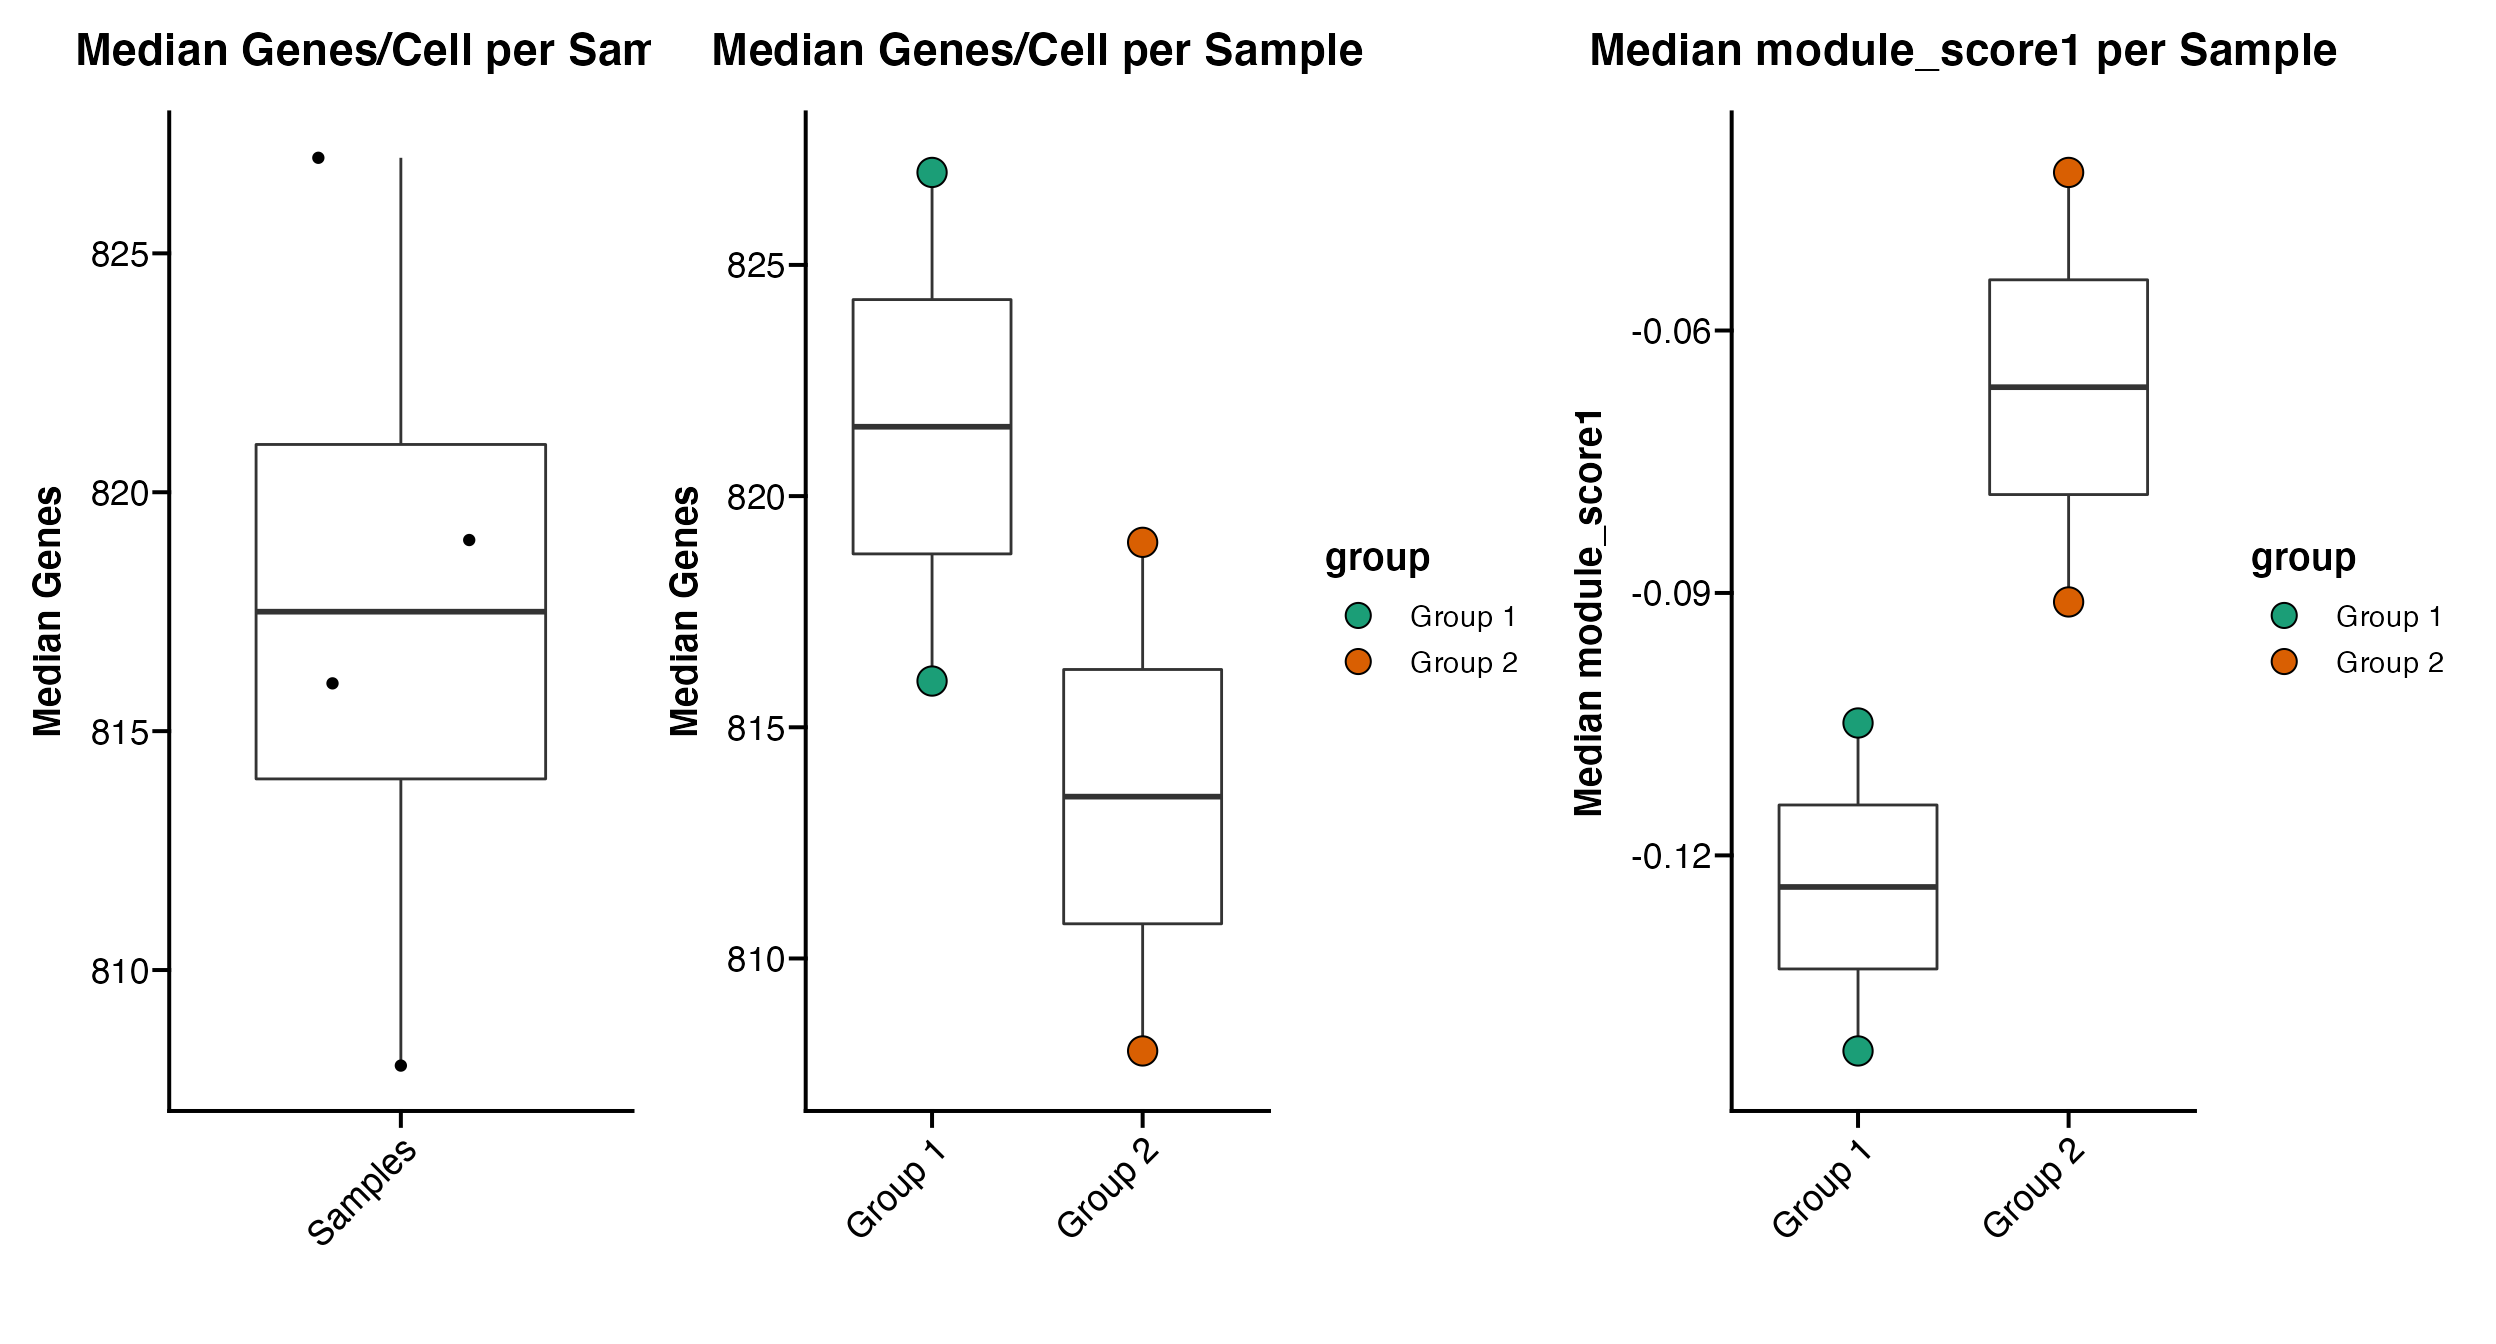 Median Genes/Cell per Sam
Median Genes
825
820
815
810
Samples
Median Genes/Cell per Sample
Median Genes
825
820
815
810
Group 1
Group 2
group
Group 1
Group 2
Median module_score1 per Sample
Median module_score1
-0.06
-0.09
-0.12
Group 1
Group 2
group
Group 1
Group 2